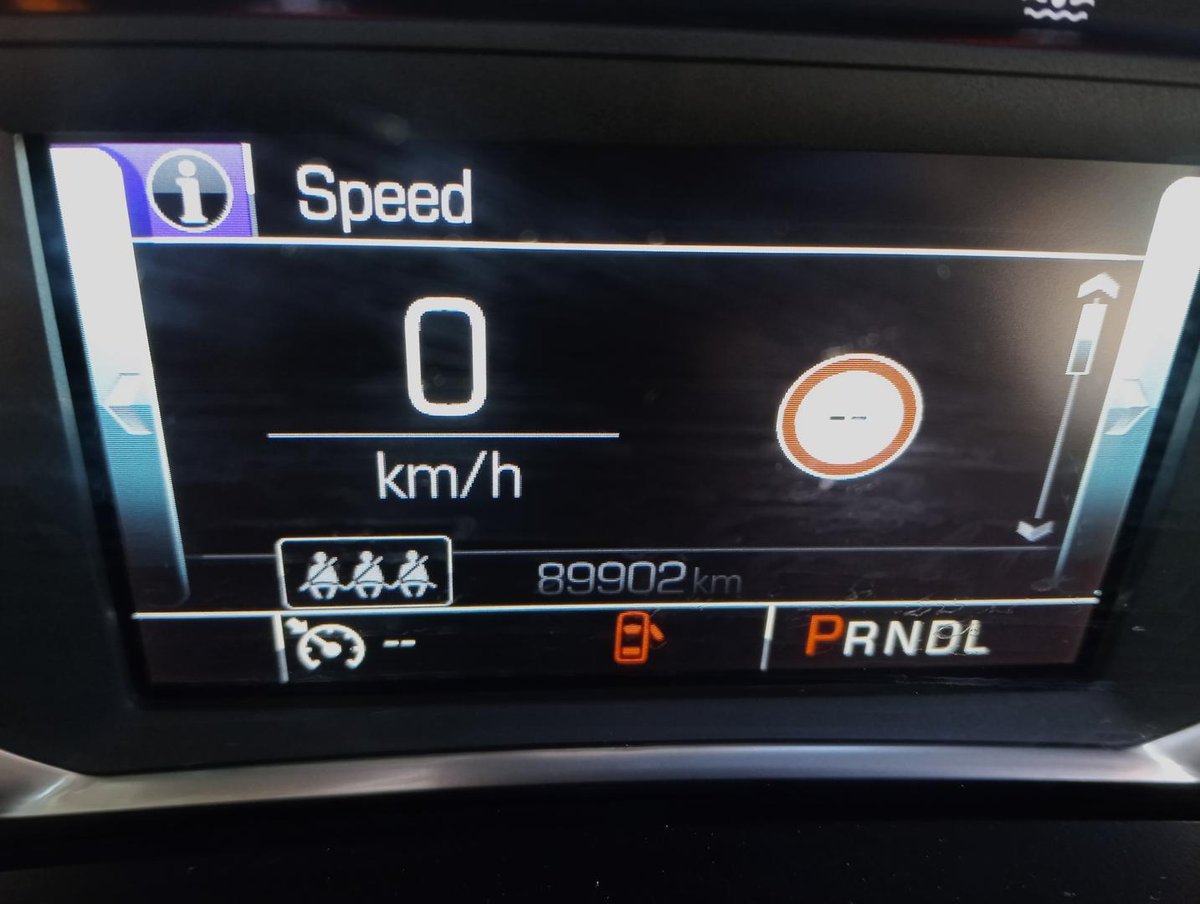 i Speed
0
--
km/h
89902 km
-- PRNDL